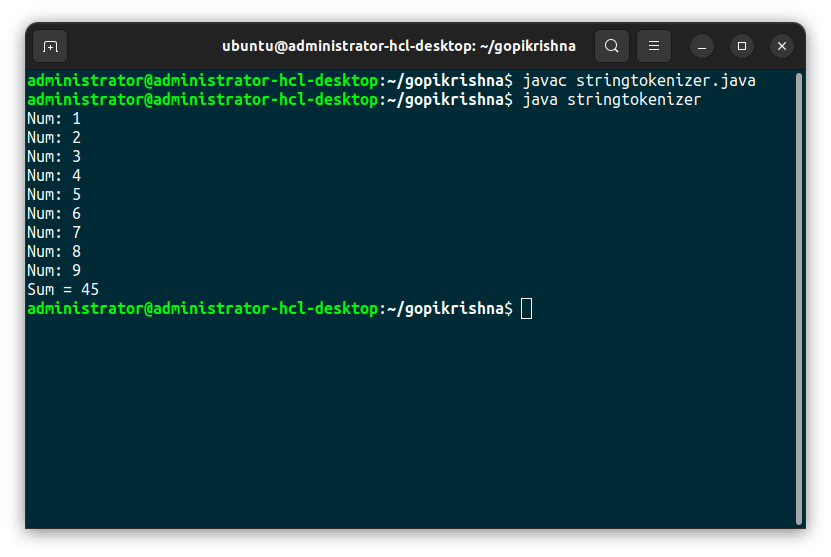 ubuntu@administrator-hcl-desktop: ~/gopikrishna
administrator@administrator-hcl-desktop:~/gopikrishna$ javac stringtokenizer.java
administrator@administrator-hcl-desktop:~/gopikrishna$ java stringtokenizer
Num: 1
Num: 2
Num: 3
Num: 4
Num: 5
Num: 6
Num: 7
Num: 8
Num: 9
Sum = 45
administrator@administrator-hcl-desktop:~/gopikrishna$